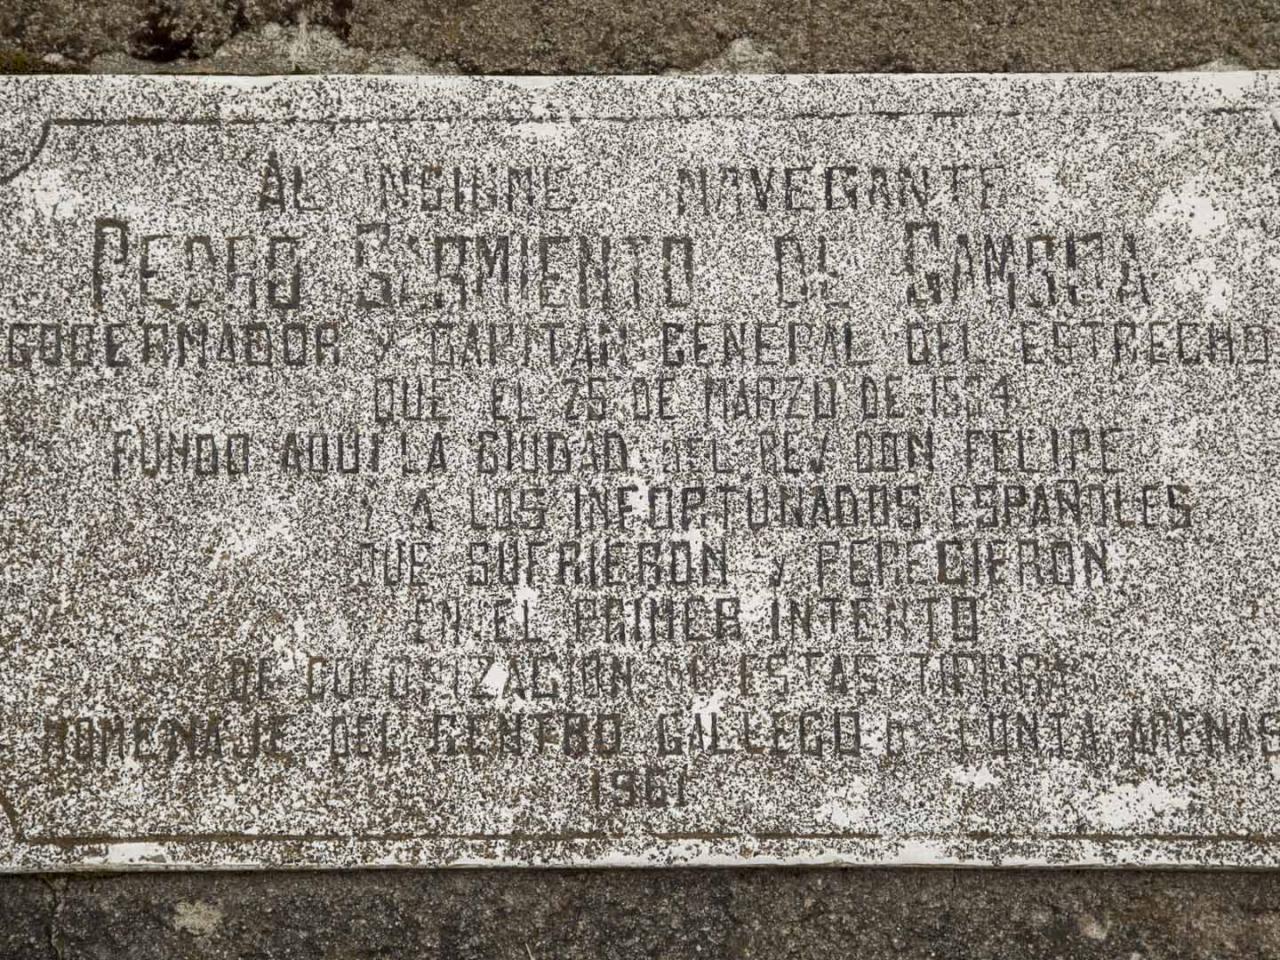 AL INSIGNE NAVEGANTE
PEDRO SARMIENTO DE GAMBOA
GOBERNADOR Y CAPITAN GENERAL DEL ESTRECHO
QUE EL 25 DE MARZO DE 1584
FUNDO AQUI LA CIUDAD DEL REY DON FELIPE
Y A LOS INFORTUNADOS ESPAÑOLES
QUE SUFRIERON Y PERECIERON
EN EL PRIMER INTENTO
DE COLONIZACION DE ESTAS TIERRAS
HOMENAJE DEL CENTRO GALLEGO DE PUNTA ARENAS
1961